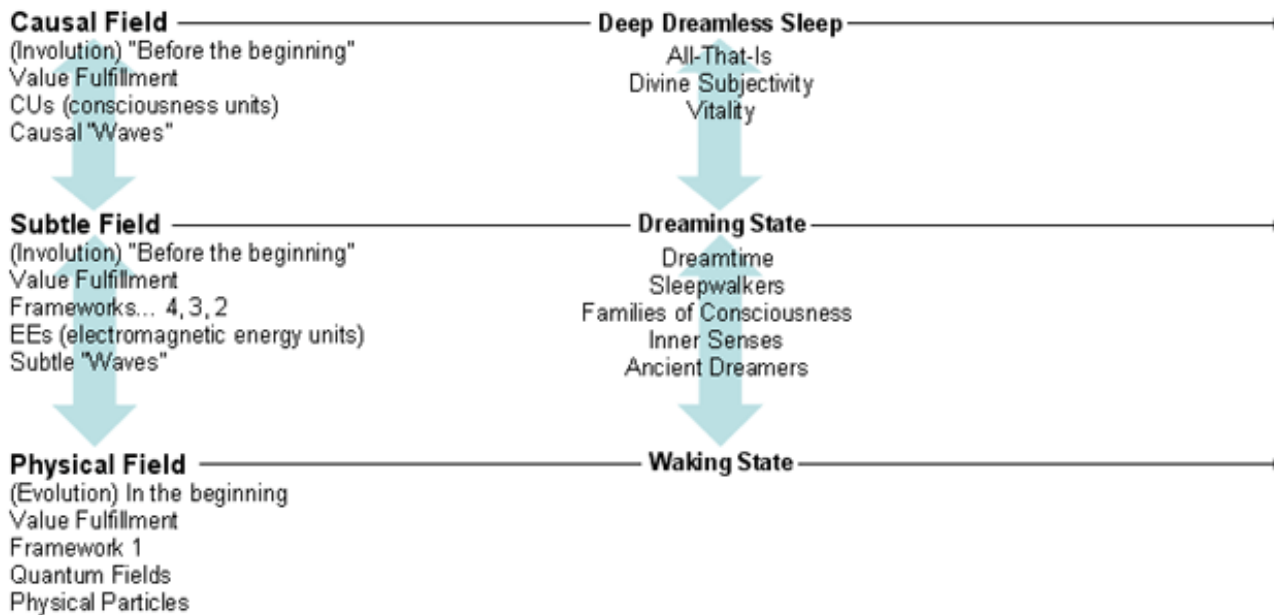 Causal Field
(Involution) "Before the beginning"
Value Fulfillment
CUs (consciousness units)
Causal "Waves"
Deep Dreamless Sleep
All-That-Is
Divine Subjectivity
Vitality
Subtle Field
(Involution) "Before the beginning"
Value Fulfillment
Frameworks... 4, 3, 2
EEs (electromagnetic energy units)
Subtle "Waves"
Dreaming State
Dreamtime
Sleepwalkers
Families of Consciousness
Inner Senses
Ancient Dreamers
Physical Field
(Evolution) In the beginning
Value Fulfillment
Framework 1
Quantum Fields
Physical Particles
Waking State